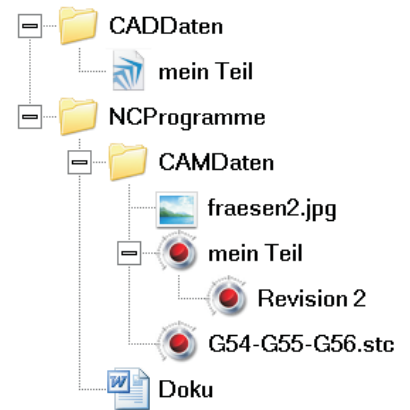 CADDaten
mein Teil
NCProgramme
CAMDaten
fraesen2.jpg
mein Teil
Revision 2
G54-G55-G56.stc
Doku